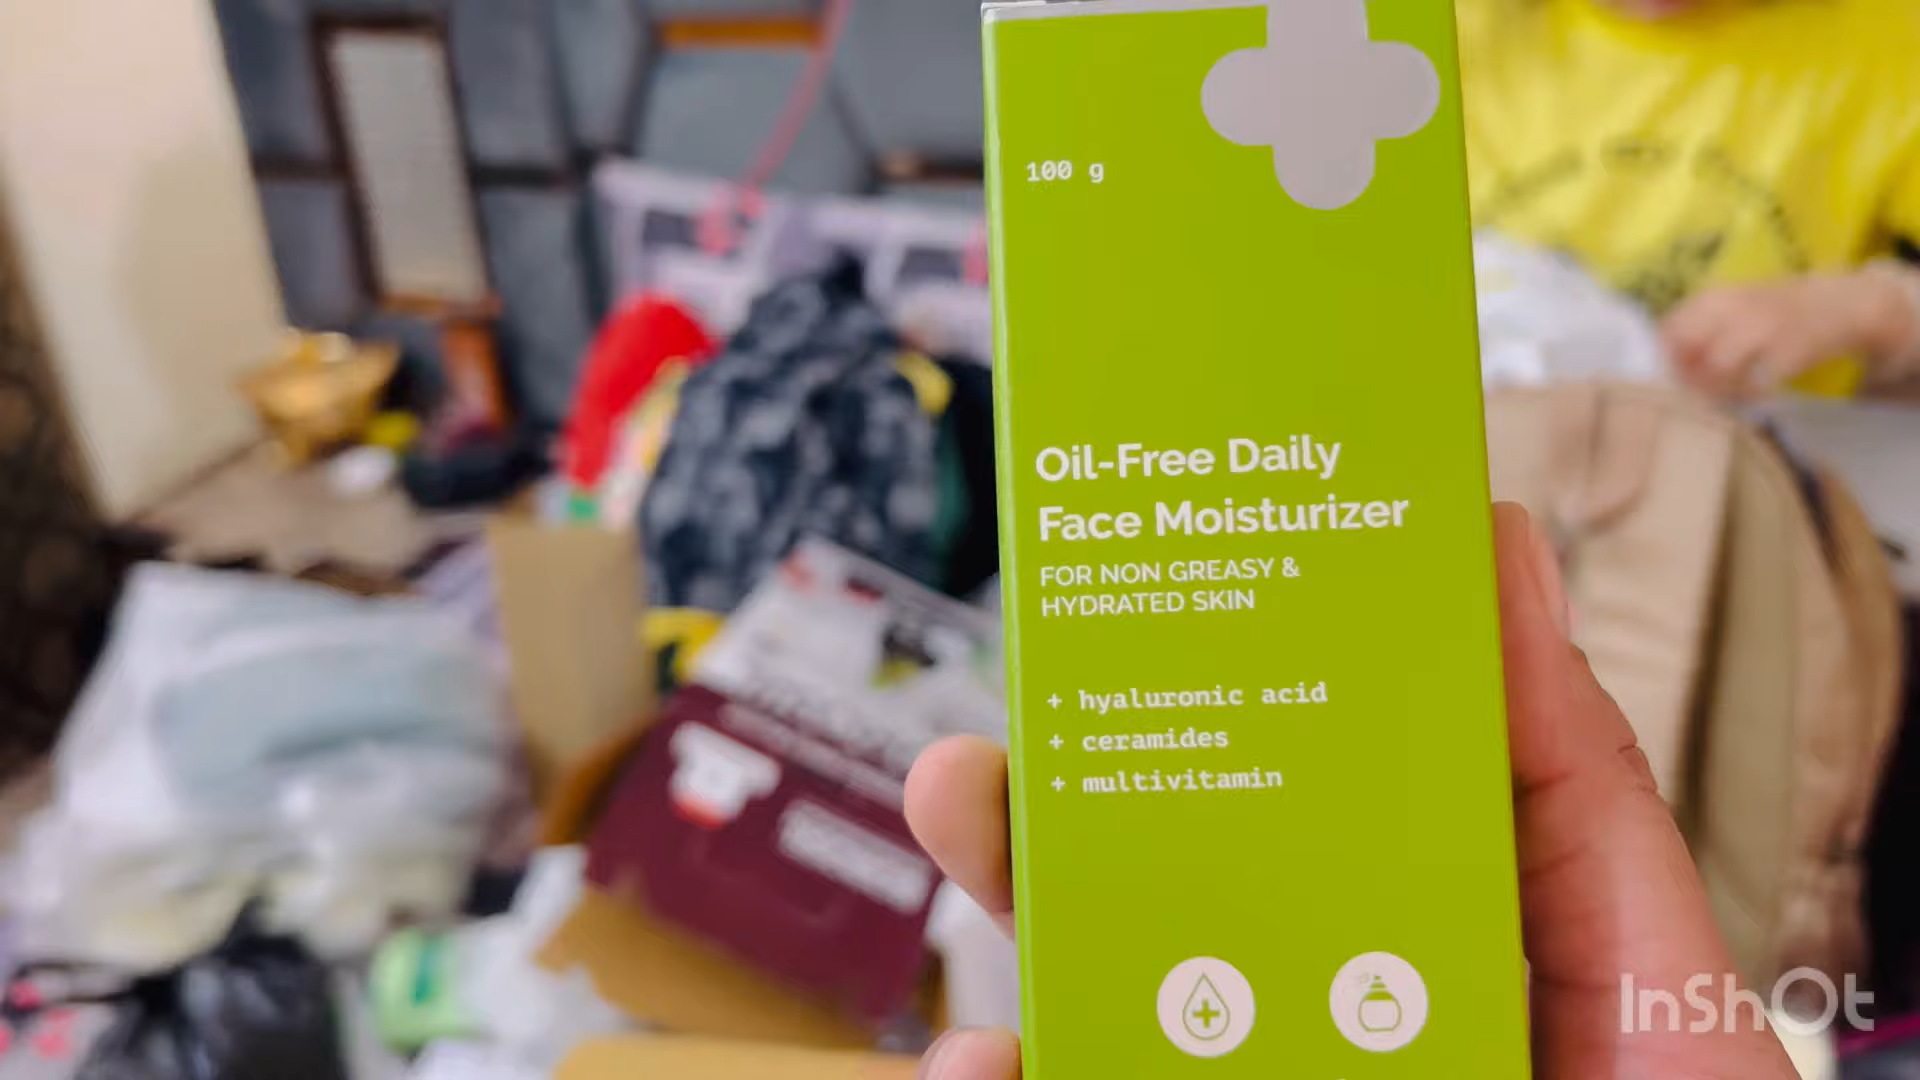 100 g
Oil-Free Daily
Face Moisturizer
FOR NON GREASY &
HYDRATED SKIN
+ hyaluronic acid
+ ceramides
+ multivitamin
InShOt